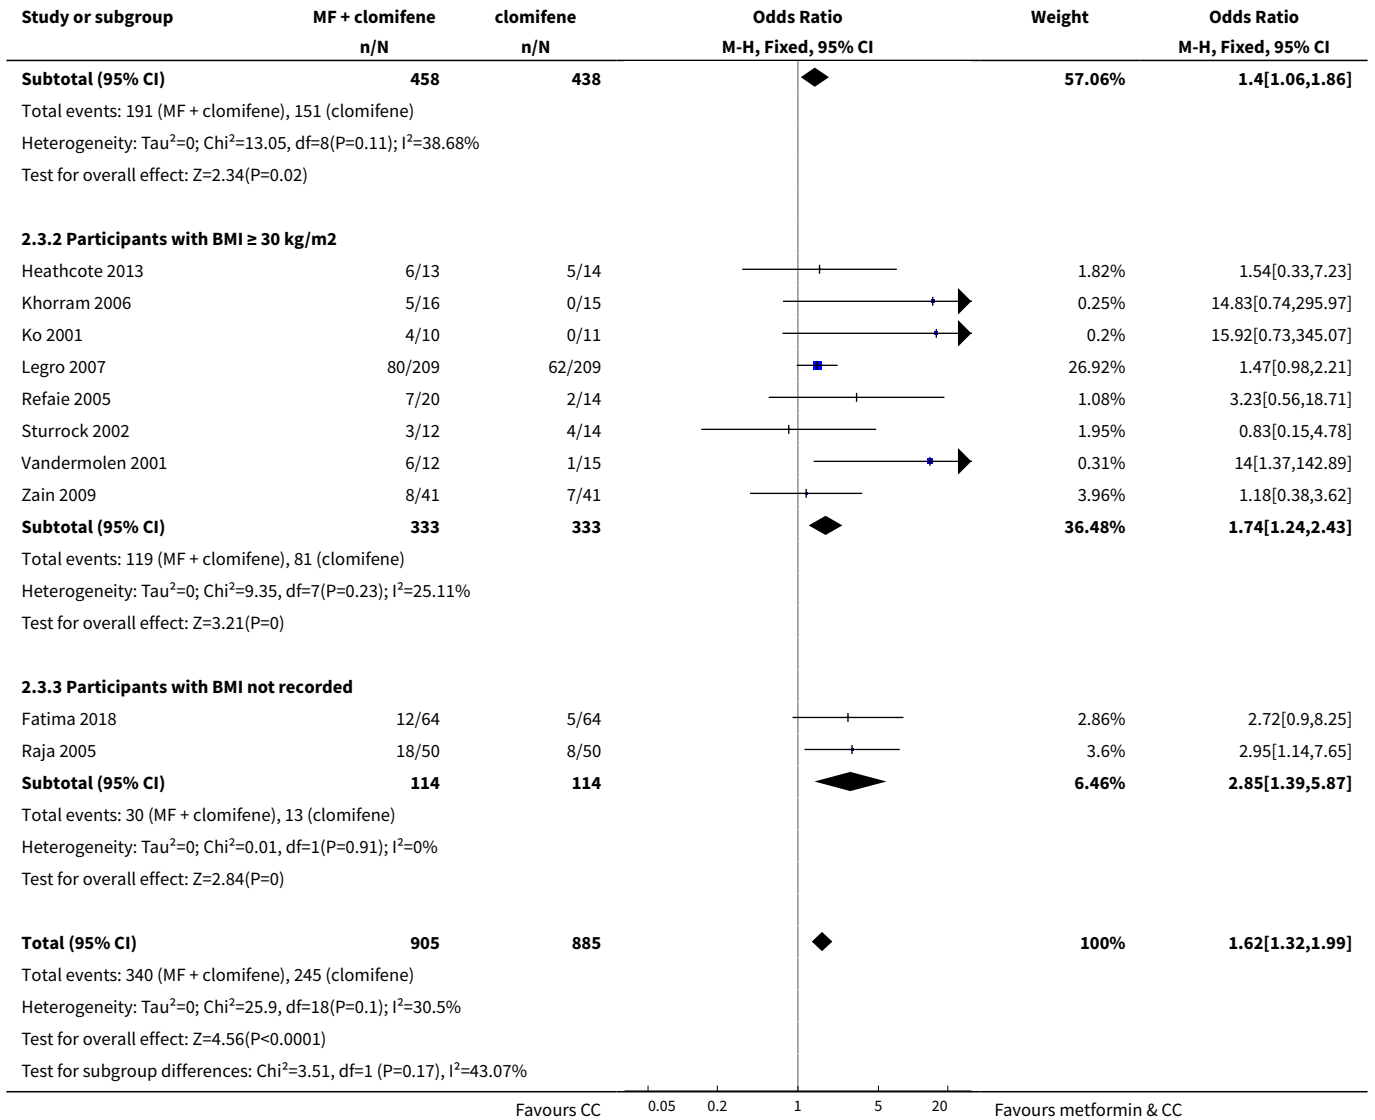 Study or subgroup MF + clomifene clomifene Odds Ratio Weight Odds Ratio
n/N n/N M-H, Fixed, 95% CI M-H, Fixed, 95% CI
Subtotal (95% CI) 458 438 57.06% 1.4[1.06,1.86]
Total events: 191 (MF + clomifene), 151 (clomifene)
Heterogeneity: Tau²=0; Chi²=13.05, df=8(P=0.11); I²=38.68%
Test for overall effect: Z=2.34(P=0.02)
2.3.2 Participants with BMI ≥ 30 kg/m2
Heathcote 2013 6/13 5/14 1.82% 1.54[0.33,7.23]
Khorram 2006 5/16 0/15 0.25% 14.83[0.74,295.97]
Ko 2001 4/10 0/11 0.2% 15.92[0.73,345.07]
Legro 2007 80/209 62/209 26.92% 1.47[0.98,2.21]
Refaie 2005 7/20 2/14 1.08% 3.23[0.56,18.71]
Sturrock 2002 3/12 4/14 1.95% 0.83[0.15,4.78]
Vandermolen 2001 6/12 1/15 0.31% 14[1.37,142.89]
Zain 2009 8/41 7/41 3.96% 1.18[0.38,3.62]
Subtotal (95% CI) 333 333 36.48% 1.74[1.24,2.43]
Total events: 119 (MF + clomifene), 81 (clomifene)
Heterogeneity: Tau²=0; Chi²=9.35, df=7(P=0.23); I²=25.11%
Test for overall effect: Z=3.21(P=0)
2.3.3 Participants with BMI not recorded
Fatima 2018 12/64 5/64 2.86% 2.72[0.9,8.25]
Raja 2005 18/50 8/50 3.6% 2.95[1.14,7.65]
Subtotal (95% CI) 114 114 6.46% 2.85[1.39,5.87]
Total events: 30 (MF + clomifene), 13 (clomifene)
Heterogeneity: Tau²=0; Chi²=0.01, df=1(P=0.91); I²=0%
Test for overall effect: Z=2.84(P=0)
Total (95% CI) 905 885 100% 1.62[1.32,1.99]
Total events: 340 (MF + clomifene), 245 (clomifene)
Heterogeneity: Tau²=0; Chi²=25.9, df=18(P=0.1); I²=30.5%
Test for overall effect: Z=4.56(P<0.0001)
Test for subgroup differences: Chi²=3.51, df=1 (P=0.17), I²=43.07%
Favours CC 0.05 0.2 1 5 20 Favours metformin & CC